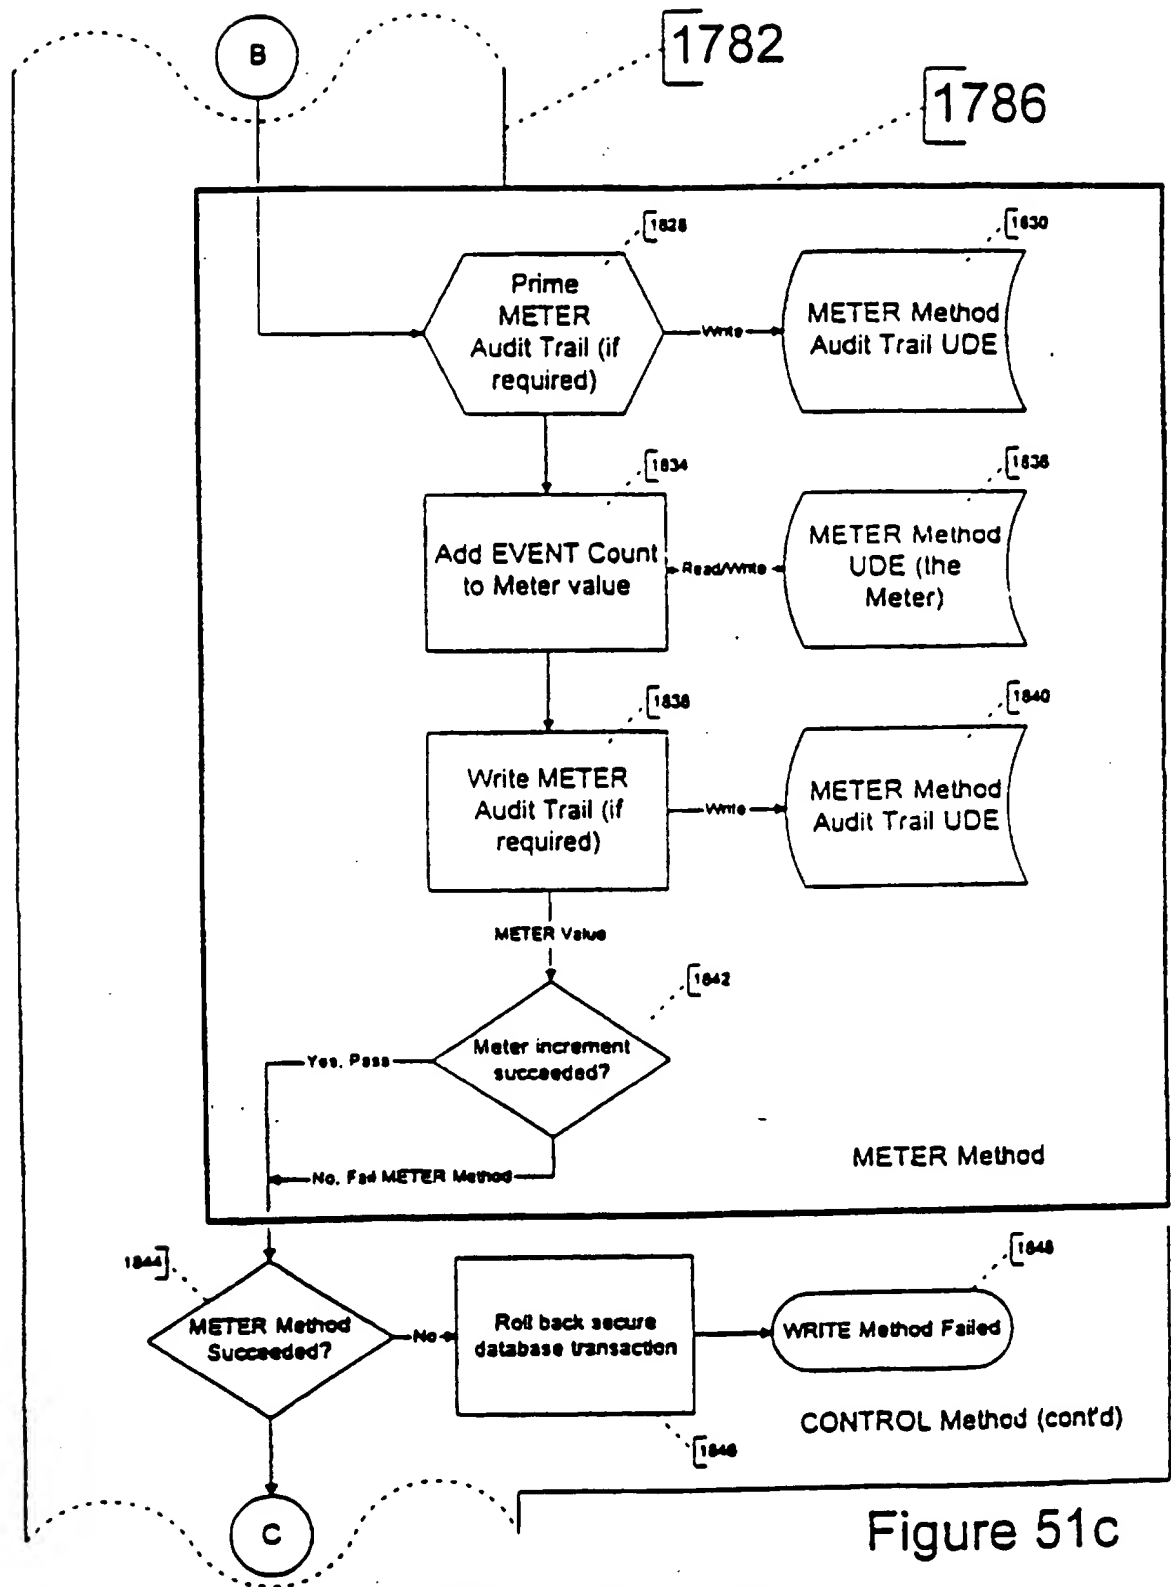 B
1782
1786
1828
Prime
METER
Audit Trail (if
required)
Write
1830
METER Method
Audit Trail UDE
1834
Add EVENT Count
to Meter value
Read/Write
1836
METER Method
UDE (the
Meter)
1838
Write METER
Audit Trail (if
required)
Write
1840
METER Method
Audit Trail UDE
METER Value
1842
Meter increment
succeeded?
Yes, Pass
No, Fail METER Method
METER Method
1844
METER Method
Succeeded?
No
Roll back secure
database transaction
1846
1848
WRITE Method Failed
CONTROL Method (cont'd)
C
Figure 51c